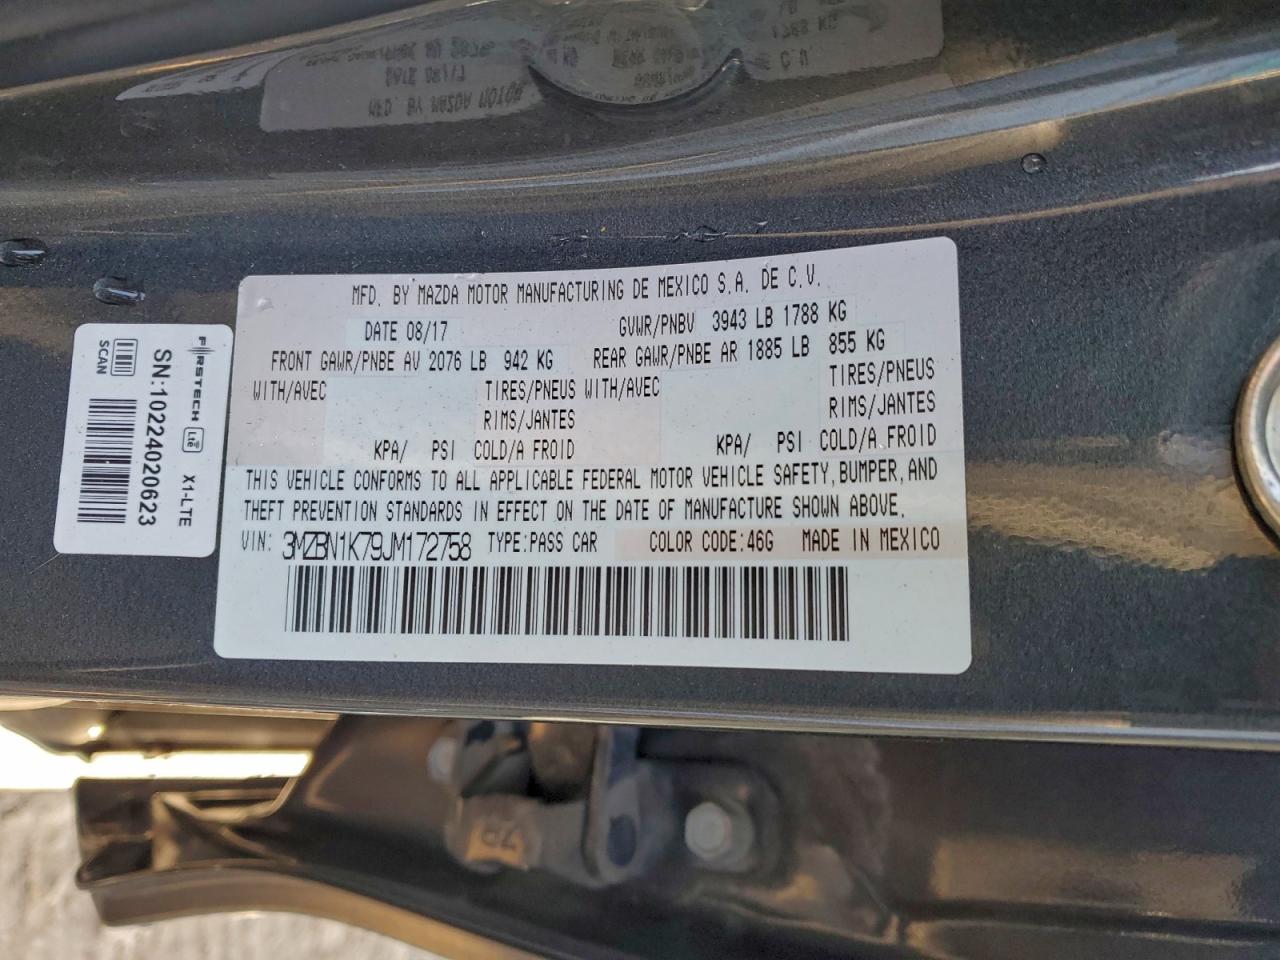 MFD. BY MAZDA MOTOR MANUFACTURING DE MEXICO S.A. DE C.V.
DATE 08/17 GVWR/PNBV 3943 LB 1788 KG
FRONT GAWR/PNBE AV 2076 LB 942 KG REAR GAWR/PNBE AR 1885 LB 855 KG
WITH/AVEC TIRES/PNEUS WITH/AVEC TIRES/PNEUS
RIMS/JANTES RIMS/JANTES
KPA/ PSI COLD/A FROID KPA/ PSI COLD/A FROID
THIS VEHICLE CONFORMS TO ALL APPLICABLE FEDERAL MOTOR VEHICLE SAFETY, BUMPER, AND
THEFT PREVENTION STANDARDS IN EFFECT ON THE DATE OF MANUFACTURE SHOWN ABOVE.
VIN: 3MZBN1K79JM172758 TYPE:PASS CAR COLOR CODE:46G MADE IN MEXICO
FIRSTECH LTE X1-LTE
SN:10224020623
SCAN